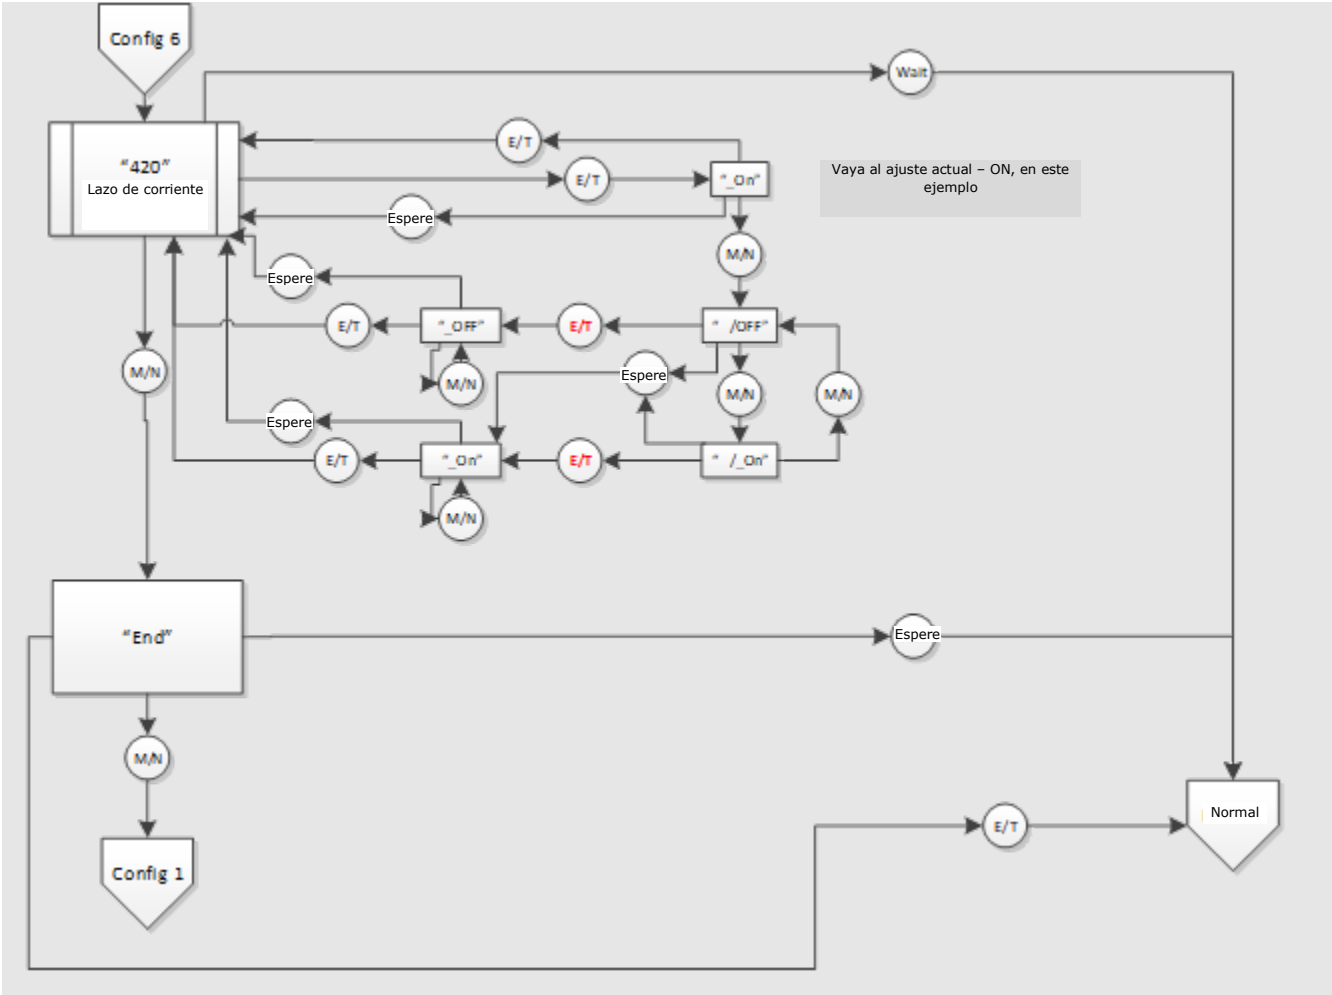 Config 6
Wait
E/T
"420"
Lazo de corriente
E/T
"_On"
Vaya al ajuste actual – ON, en este
ejemplo
Espere
M/N
Espere
E/T
"_OFF"
E/T
" /OFF"
M/N
M/N
Espere
M/N
M/N
Espere
E/T
"_On"
E/T
" /_On"
M/N
"End"
Espere
M/N
Normal
E/T
Config 1